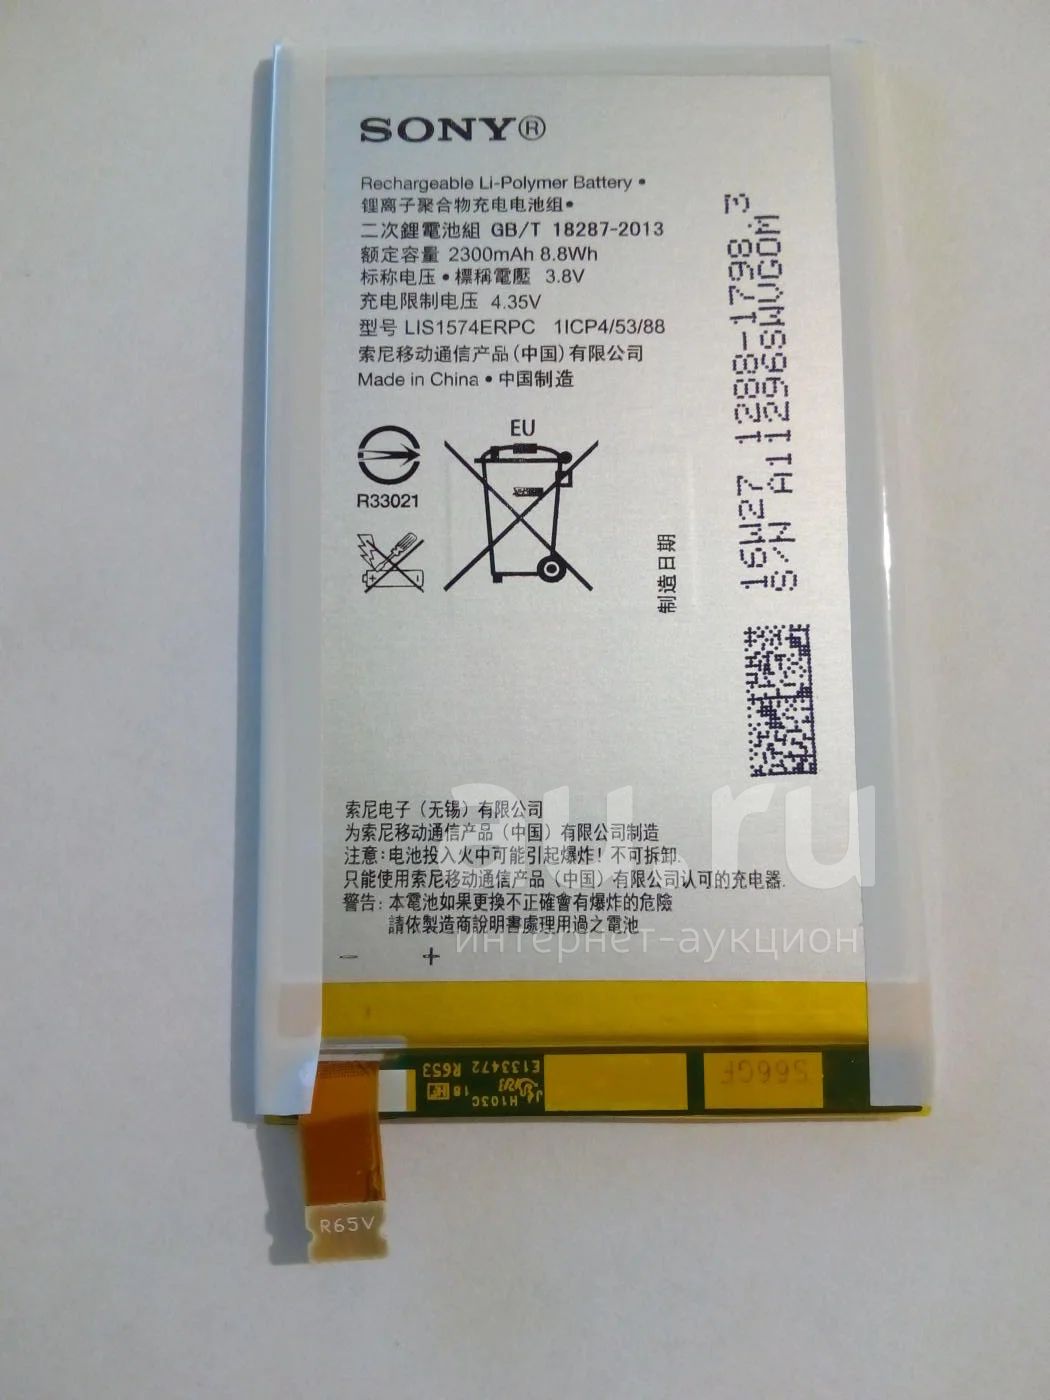 SONY®
Rechargeable Li-Polymer Battery •
锂离子聚合物充电电池组•
二次鋰電池組 GB/T 18287-2013
额定容量 2300mAh 8.8Wh
标称电压 • 標稱電壓 3.8V
充电限制电压 4.35V
型号 LIS1574ERPC 1ICP4/53/88
索尼移动通信产品(中国)有限公司
Made in China • 中国制造
EU
R33021
制造日期
16W27 1288-1798.3
S/N A11296SWVGOM
索尼电子（无锡）有限公司
为索尼移动通信产品（中国）有限公司制造
注意:电池投入火中可能引起爆炸！不可拆卸.
只能使用索尼移动通信产品（中国）有限公司认可的充电器.
警告: 本電池如果更換不正確會有爆炸的危險
請依製造商說明書處理用過之電池
− +
au.ru
интернет-аукцион
E133472 R653
H103C
18
S66GF
R65V